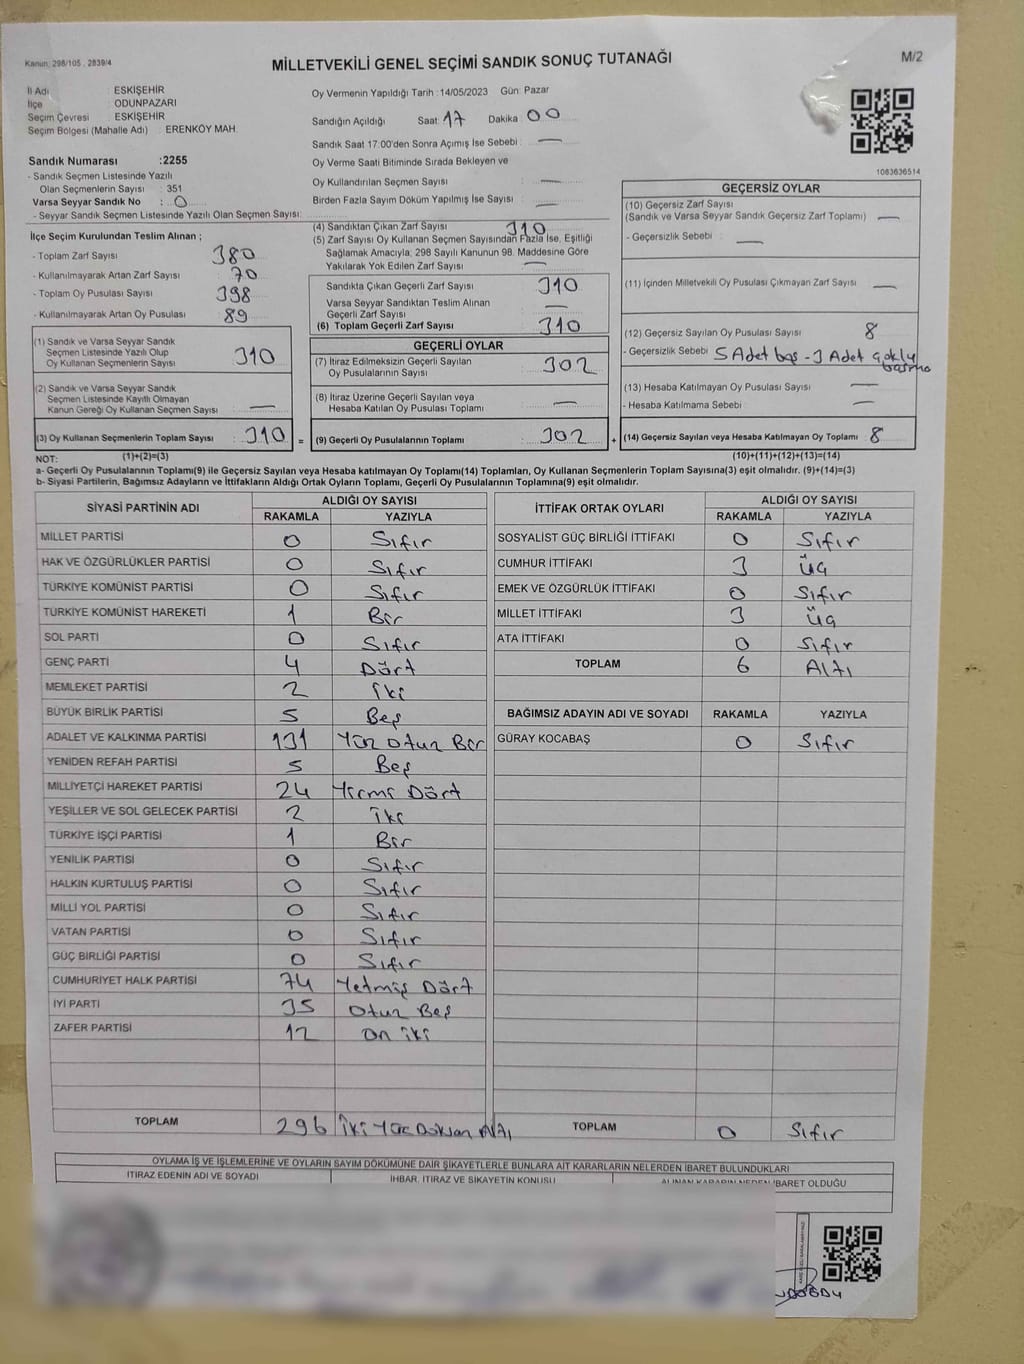 Kanun: 298/105 , 2839/4
MİLLETVEKİLİ GENEL SEÇİMİ SANDIK SONUÇ TUTANAĞI
M/2
İl Adı : ESKİŞEHİR
İlçe : ODUNPAZARI
Seçim Çevresi : ESKİŞEHİR
Seçim Bölgesi (Mahalle Adı) : ERENKÖY MAH.
Sandık Numarası :2255
- Sandık Seçmen Listesinde Yazılı
Olan Seçmenlerin Sayısı : 351
Varsa Seyyar Sandık No : 0
- Seyyar Sandık Seçmen Listesinde Yazılı Olan Seçmen Sayısı:
Oy Vermenin Yapıldığı Tarih :14/05/2023 Gün: Pazar
Sandığın Açıldığı Saat: 17 Dakika : 00
Sandık Saat 17.00'den Sonra Açımış İse Sebebi : —
Oy Verme Saati Bitiminde Sırada Bekleyen ve
Oy Kullandırılan Seçmen Sayısı : —
Birden Fazla Sayım Döküm Yapılmış İse Sayısı : —
1083636514
İlçe Seçim Kurulundan Teslim Alınan ;
- Toplam Zarf Sayısı : 380
- Kullanılmayarak Artan Zarf Sayısı : 70
- Toplam Oy Pusulası Sayısı : 398
- Kullanılmayarak Artan Oy Pusulası : 89
(1) Sandık ve Varsa Seyyar Sandık
Seçmen Listesinde Yazılı Olup
Oy Kullanan Seçmenlerin Sayısı : 310
(2) Sandık ve Varsa Seyyar Sandık
Seçmen Listesinde Kayıtlı Olmayan
Kanun Gereği Oy Kullanan Seçmen Sayısı : —
(3) Oy Kullanan Seçmenlerin Toplam Sayısı : 310 =
(4) Sandıktan Çıkan Zarf Sayısı : 310
(5) Zarf Sayısı Oy Kullanan Seçmen Sayısından Fazla İse, Eşitliği
Sağlamak Amacıyla, 298 Sayılı Kanunun 98. Maddesine Göre
Yakılarak Yok Edilen Zarf Sayısı : —
Sandıkta Çıkan Geçerli Zarf Sayısı : 310
Varsa Seyyar Sandıktan Teslim Alınan
Geçerli Zarf Sayısı : —
(6) Toplam Geçerli Zarf Sayısı : 310
GEÇERLİ OYLAR
(7) İtiraz Edilmeksizin Geçerli Sayılan
Oy Pusulalarının Sayısı : 302
(8) İtiraz Üzerine Geçerli Sayılan veya
Hesaba Katılan Oy Pusulası Toplamı : —
(9) Geçerli Oy Pusulalarının Toplamı : 302 +
GEÇERSİZ OYLAR
(10) Geçersiz Zarf Sayısı
(Sandık ve Varsa Seyyar Sandık Geçersiz Zarf Toplamı) : —
- Geçersizlik Sebebi : —
(11) İçinden Milletvekili Oy Pusulası Çıkmayan Zarf Sayısı : —
(12) Geçersiz Sayılan Oy Pusulası Sayısı : 8
- Geçersizlik Sebebi : 5 Adet boş - 3 Adet çoklu
basma
(13) Hesaba Katılmayan Oy Pusulası Sayısı : —
- Hesaba Katılmama Sebebi : —
(14) Geçersiz Sayılan veya Hesaba Katılmayan Oy Toplamı : 8
NOT: (1)+(2)=(3) (10)+(11)+(12)+(13)=(14)
a- Geçerli Oy Pusulalarının Toplamı(9) ile Geçersiz Sayılan veya Hesaba katılmayan Oy Toplamı(14) Toplamları, Oy Kullanan Seçmenlerin Toplam Sayısına(3) eşit olmalıdır. (9)+(14)=(3)
b- Siyasi Partilerin, Bağımsız Adayların ve İttifakların Aldığı Ortak Oyların Toplamı, Geçerli Oy Pusulalarının Toplamına(9) eşit olmalıdır.
SİYASİ PARTİNİN ADI ALDIĞI OY SAYISI
RAKAMLA YAZIYLA
MİLLET PARTİSİ 0 Sıfır
HAK VE ÖZGÜRLÜKLER PARTİSİ 0 Sıfır
TÜRKİYE KOMÜNİST PARTİSİ 0 Sıfır
TÜRKİYE KOMÜNİST HAREKETİ 1 Bir
SOL PARTİ 0 Sıfır
GENÇ PARTİ 4 Dört
MEMLEKET PARTİSİ 2 iki
BÜYÜK BİRLİK PARTİSİ 5 Beş
ADALET VE KALKINMA PARTİSİ 131 Yüz Otuz Bir
YENİDEN REFAH PARTİSİ 5 Beş
MİLLİYETÇİ HAREKET PARTİSİ 24 Yirmi Dört
YEŞİLLER VE SOL GELECEK PARTİSİ 2 iki
TÜRKİYE İŞÇİ PARTİSİ 1 Bir
YENİLİK PARTİSİ 0 Sıfır
HALKIN KURTULUŞ PARTİSİ 0 Sıfır
MİLLİ YOL PARTİSİ 0 Sıfır
VATAN PARTİSİ 0 Sıfır
GÜÇ BİRLİĞİ PARTİSİ 0 Sıfır
CUMHURİYET HALK PARTİSİ 74 Yetmiş Dört
İYİ PARTİ 35 Otuz Beş
ZAFER PARTİSİ 12 On iki
TOPLAM 296 İki Yüz Doksan Altı
İTTİFAK ORTAK OYLARI ALDIĞI OY SAYISI
RAKAMLA YAZIYLA
SOSYALİST GÜÇ BİRLİĞİ İTTİFAKI 0 Sıfır
CUMHUR İTTİFAKI 3 Üç
EMEK VE ÖZGÜRLÜK İTTİFAKI 0 Sıfır
MİLLET İTTİFAKI 3 Üç
ATA İTTİFAKI 0 Sıfır
TOPLAM 6 Altı
BAĞIMSIZ ADAYIN ADI VE SOYADI RAKAMLA YAZIYLA
GÜRAY KOCABAŞ 0 Sıfır
TOPLAM 0 Sıfır
OYLAMA İŞ VE İŞLEMLERİNE VE OYLARIN SAYIM DÖKÜMÜNE DAİR ŞİKAYETLERLE BUNLARA AİT KARARLARIN NELERDEN İBARET BULUNDUKLARI
İTİRAZ EDENİN ADI VE SOYADI İHBAR, İTİRAZ VE ŞİKAYETİN KONUSU ALINAN KARARIN NEDEN İBARET OLDUĞU